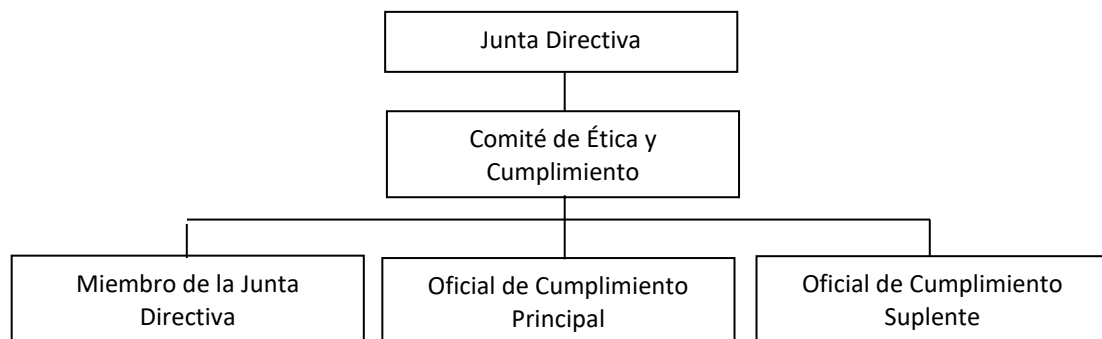 Junta Directiva
Comité de Ética y
Cumplimiento
Miembro de la Junta
Directiva
Oficial de Cumplimiento
Principal
Oficial de Cumplimiento
Suplente